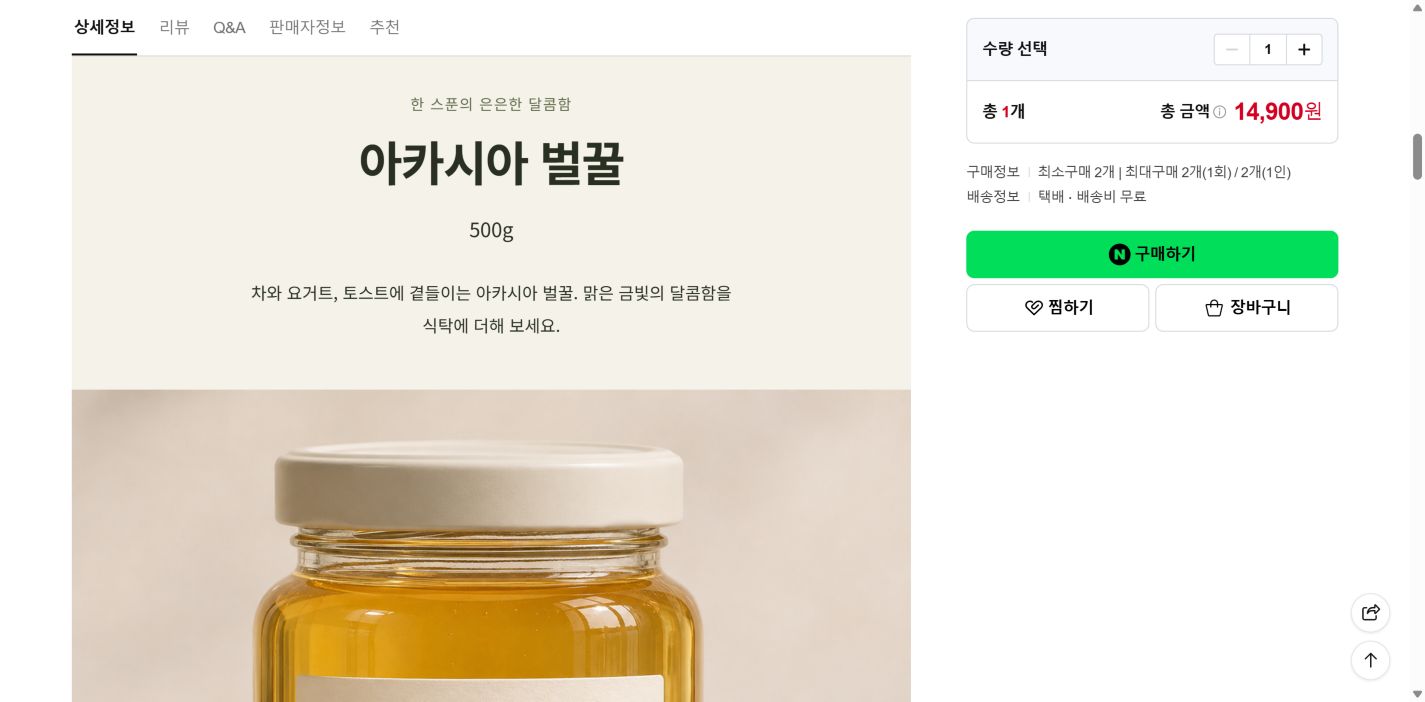 상세정보 리뷰 Q&A 판매자정보 추천
한 스푼의 은은한 달콤함
아카시아 벌꿀
500g
차와 요거트, 토스트에 곁들이는 아카시아 벌꿀. 맑은 금빛의 달콤함을
식탁에 더해 보세요.
수량 선택 1
총 1개 총 금액 14,900원
구매정보 최소구매 2개 | 최대구매 2개(1회) / 2개(1인)
배송정보 택배 · 배송비 무료
N 구매하기
찜하기 장바구니